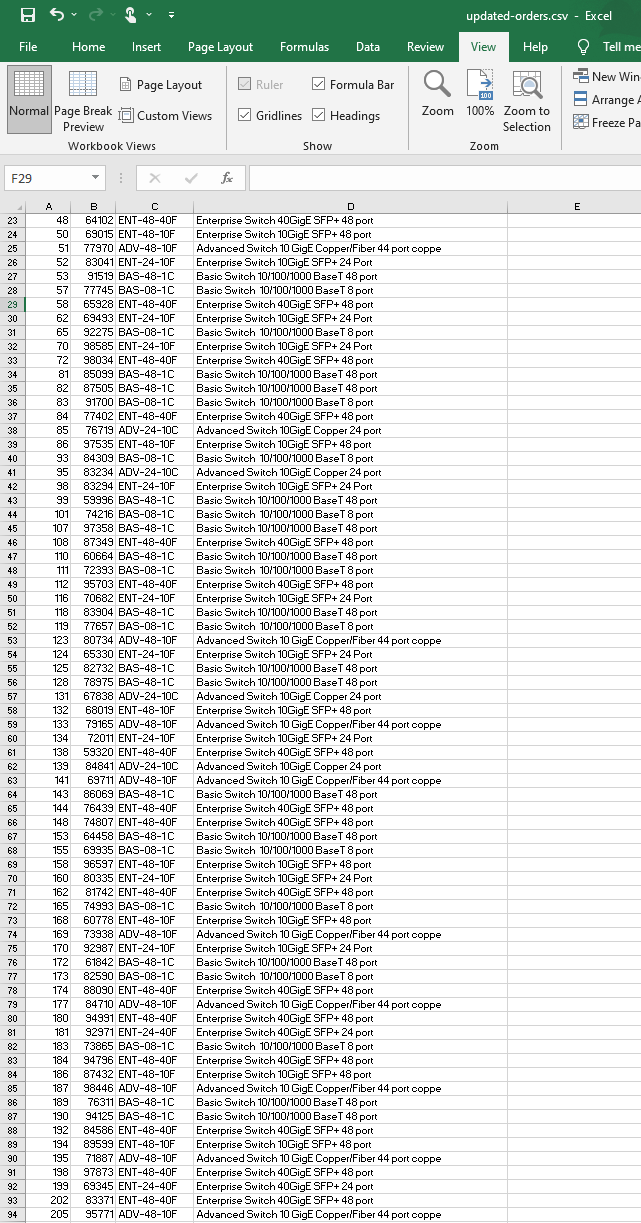 updated-orders.csv - Excel
File Home Insert Page Layout Formulas Data Review View Help Tell me
Normal Page Break Preview Page Layout Custom Views Ruler Formula Bar Gridlines Headings Zoom 100% Zoom to Selection New Win Arrange A Freeze Pa
Workbook Views Show Zoom
F29 fx
A B C D E
23 48 64102 ENT-48-40F Enterprise Switch 40GigE SFP+ 48 port
24 50 69015 ENT-48-10F Enterprise Switch 10GigE SFP+ 48 port
25 51 77970 ADV-48-10F Advanced Switch 10 GigE Copper/Fiber 44 port coppe
26 52 83041 ENT-24-10F Enterprise Switch 10GigE SFP+ 24 Port
27 53 91519 BAS-48-1C Basic Switch 10/100/1000 BaseT 48 port
28 57 77745 BAS-08-1C Basic Switch 10/100/1000 BaseT 8 port
29 58 65928 ENT-48-40F Enterprise Switch 40GigE SFP+ 48 port
30 62 69493 ENT-24-10F Enterprise Switch 10GigE SFP+ 24 Port
31 65 92275 BAS-08-1C Basic Switch 10/100/1000 BaseT 8 port
32 70 98585 ENT-24-10F Enterprise Switch 10GigE SFP+ 24 Port
33 72 98034 ENT-48-40F Enterprise Switch 40GigE SFP+ 48 port
34 81 85099 BAS-48-1C Basic Switch 10/100/1000 BaseT 48 port
35 82 87505 BAS-48-1C Basic Switch 10/100/1000 BaseT 48 port
36 83 91700 BAS-08-1C Basic Switch 10/100/1000 BaseT 8 port
37 84 77402 ENT-48-40F Enterprise Switch 40GigE SFP+ 48 port
38 85 76719 ADV-24-10C Advanced Switch 10GigE Copper 24 port
39 86 97535 ENT-48-10F Enterprise Switch 10GigE SFP+ 48 port
40 93 84309 BAS-08-1C Basic Switch 10/100/1000 BaseT 8 port
41 95 83234 ADV-24-10C Advanced Switch 10GigE Copper 24 port
42 98 83294 ENT-24-10F Enterprise Switch 10GigE SFP+ 24 Port
43 99 59996 BAS-48-1C Basic Switch 10/100/1000 BaseT 48 port
44 101 74216 BAS-08-1C Basic Switch 10/100/1000 BaseT 8 port
45 107 97358 BAS-48-1C Basic Switch 10/100/1000 BaseT 48 port
46 108 87349 ENT-48-40F Enterprise Switch 40GigE SFP+ 48 port
47 110 60664 BAS-48-1C Basic Switch 10/100/1000 BaseT 48 port
48 111 72393 BAS-08-1C Basic Switch 10/100/1000 BaseT 8 port
49 112 95703 ENT-48-40F Enterprise Switch 40GigE SFP+ 48 port
50 116 70682 ENT-24-10F Enterprise Switch 10GigE SFP+ 24 Port
51 118 83904 BAS-48-1C Basic Switch 10/100/1000 BaseT 48 port
52 119 77657 BAS-08-1C Basic Switch 10/100/1000 BaseT 8 port
53 123 80734 ADV-48-10F Advanced Switch 10 GigE Copper/Fiber 44 port coppe
54 124 65330 ENT-24-10F Enterprise Switch 10GigE SFP+ 24 Port
55 125 82732 BAS-48-1C Basic Switch 10/100/1000 BaseT 48 port
56 128 78975 BAS-48-1C Basic Switch 10/100/1000 BaseT 48 port
57 131 67838 ADV-24-10C Advanced Switch 10GigE Copper 24 port
58 132 68019 ENT-48-10F Enterprise Switch 10GigE SFP+ 48 port
59 133 79165 ADV-48-10F Advanced Switch 10 GigE Copper/Fiber 44 port coppe
60 134 72011 ENT-24-10F Enterprise Switch 10GigE SFP+ 24 Port
61 138 59320 ENT-48-40F Enterprise Switch 40GigE SFP+ 48 port
62 139 84841 ADV-24-10C Advanced Switch 10GigE Copper 24 port
63 141 69711 ADV-48-10F Advanced Switch 10 GigE Copper/Fiber 44 port coppe
64 143 86069 BAS-48-1C Basic Switch 10/100/1000 BaseT 48 port
65 144 76439 ENT-48-40F Enterprise Switch 40GigE SFP+ 48 port
66 148 74807 ENT-48-40F Enterprise Switch 40GigE SFP+ 48 port
67 153 64458 BAS-48-1C Basic Switch 10/100/1000 BaseT 48 port
68 155 69935 BAS-08-1C Basic Switch 10/100/1000 BaseT 8 port
69 158 96597 ENT-48-10F Enterprise Switch 10GigE SFP+ 48 port
70 160 80335 ENT-24-10F Enterprise Switch 10GigE SFP+ 24 Port
71 162 81742 ENT-48-40F Enterprise Switch 40GigE SFP+ 48 port
72 165 74993 BAS-08-1C Basic Switch 10/100/1000 BaseT 8 port
73 168 60778 ENT-48-10F Enterprise Switch 10GigE SFP+ 48 port
74 169 73938 ADV-48-10F Advanced Switch 10 GigE Copper/Fiber 44 port coppe
75 170 92987 ENT-24-10F Enterprise Switch 10GigE SFP+ 24 Port
76 172 61842 BAS-48-1C Basic Switch 10/100/1000 BaseT 48 port
77 173 82590 BAS-08-1C Basic Switch 10/100/1000 BaseT 8 port
78 174 88090 ENT-48-40F Enterprise Switch 40GigE SFP+ 48 port
79 177 84710 ADV-48-10F Advanced Switch 10 GigE Copper/Fiber 44 port coppe
80 180 94991 ENT-48-40F Enterprise Switch 40GigE SFP+ 48 port
81 181 92971 ENT-24-40F Enterprise Switch 40GigE SFP+ 24 port
82 183 73865 BAS-08-1C Basic Switch 10/100/1000 BaseT 8 port
83 184 94796 ENT-48-40F Enterprise Switch 40GigE SFP+ 48 port
84 186 87432 ENT-48-10F Enterprise Switch 10GigE SFP+ 48 port
85 187 98446 ADV-48-10F Advanced Switch 10 GigE Copper/Fiber 44 port coppe
86 189 76311 BAS-48-1C Basic Switch 10/100/1000 BaseT 48 port
87 190 94125 BAS-48-1C Basic Switch 10/100/1000 BaseT 48 port
88 192 84586 ENT-48-40F Enterprise Switch 40GigE SFP+ 48 port
89 194 89599 ENT-48-10F Enterprise Switch 10GigE SFP+ 48 port
90 195 71887 ADV-48-10F Advanced Switch 10 GigE Copper/Fiber 44 port coppe
91 198 97873 ENT-48-40F Enterprise Switch 40GigE SFP+ 48 port
92 199 69345 ENT-24-40F Enterprise Switch 40GigE SFP+ 24 port
93 202 83371 ENT-48-40F Enterprise Switch 40GigE SFP+ 48 port
94 205 95771 ADV-48-10F Advanced Switch 10 GigE Copper/Fiber 44 port coppe